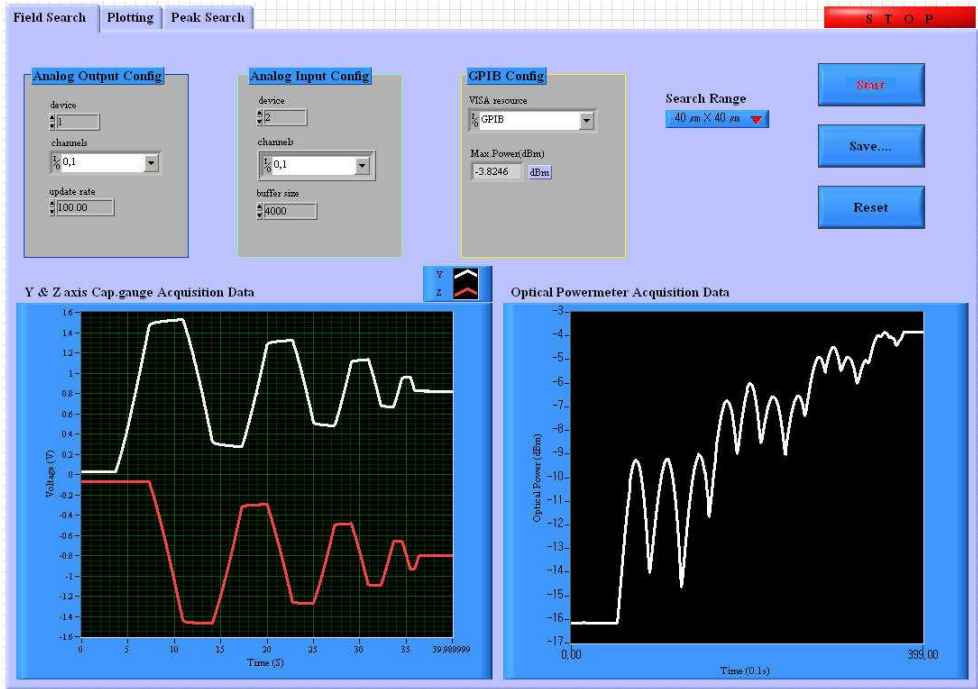 Field Search
Plotting
Peak Search
S T O P
Analog Output Config
device
1
channels
I/0 0,1
update rate
100.00
Analog Input Config
device
2
channels
I/0 0,1
buffer size
4000
GPIB Config
VISA resource
I/0 GPIB
Max.Power(dBm)
-3.8246 dBm
Search Range
40 μm X 40 μm
Start
Save....
Reset
Y & Z axis Cap.gauge Acquisition Data
Y
Z
1.6
1.4
1.2
1
0.8
0.6
0.4
0.2
0
-0.2
-0.4
-0.6
-0.8
-1
-1.2
-1.4
-1.6
Voltage (V)
0 5 10 15 20 25 30 35 39.989999
Time (S)
Optical Powermeter Acquisition Data
-3
-4
-5
-6
-7
-8
-9
-10
-11
-12
-13
-14
-15
-16
-17
Optical Power (dBm)
0.00 399.00
Time (0.1s)